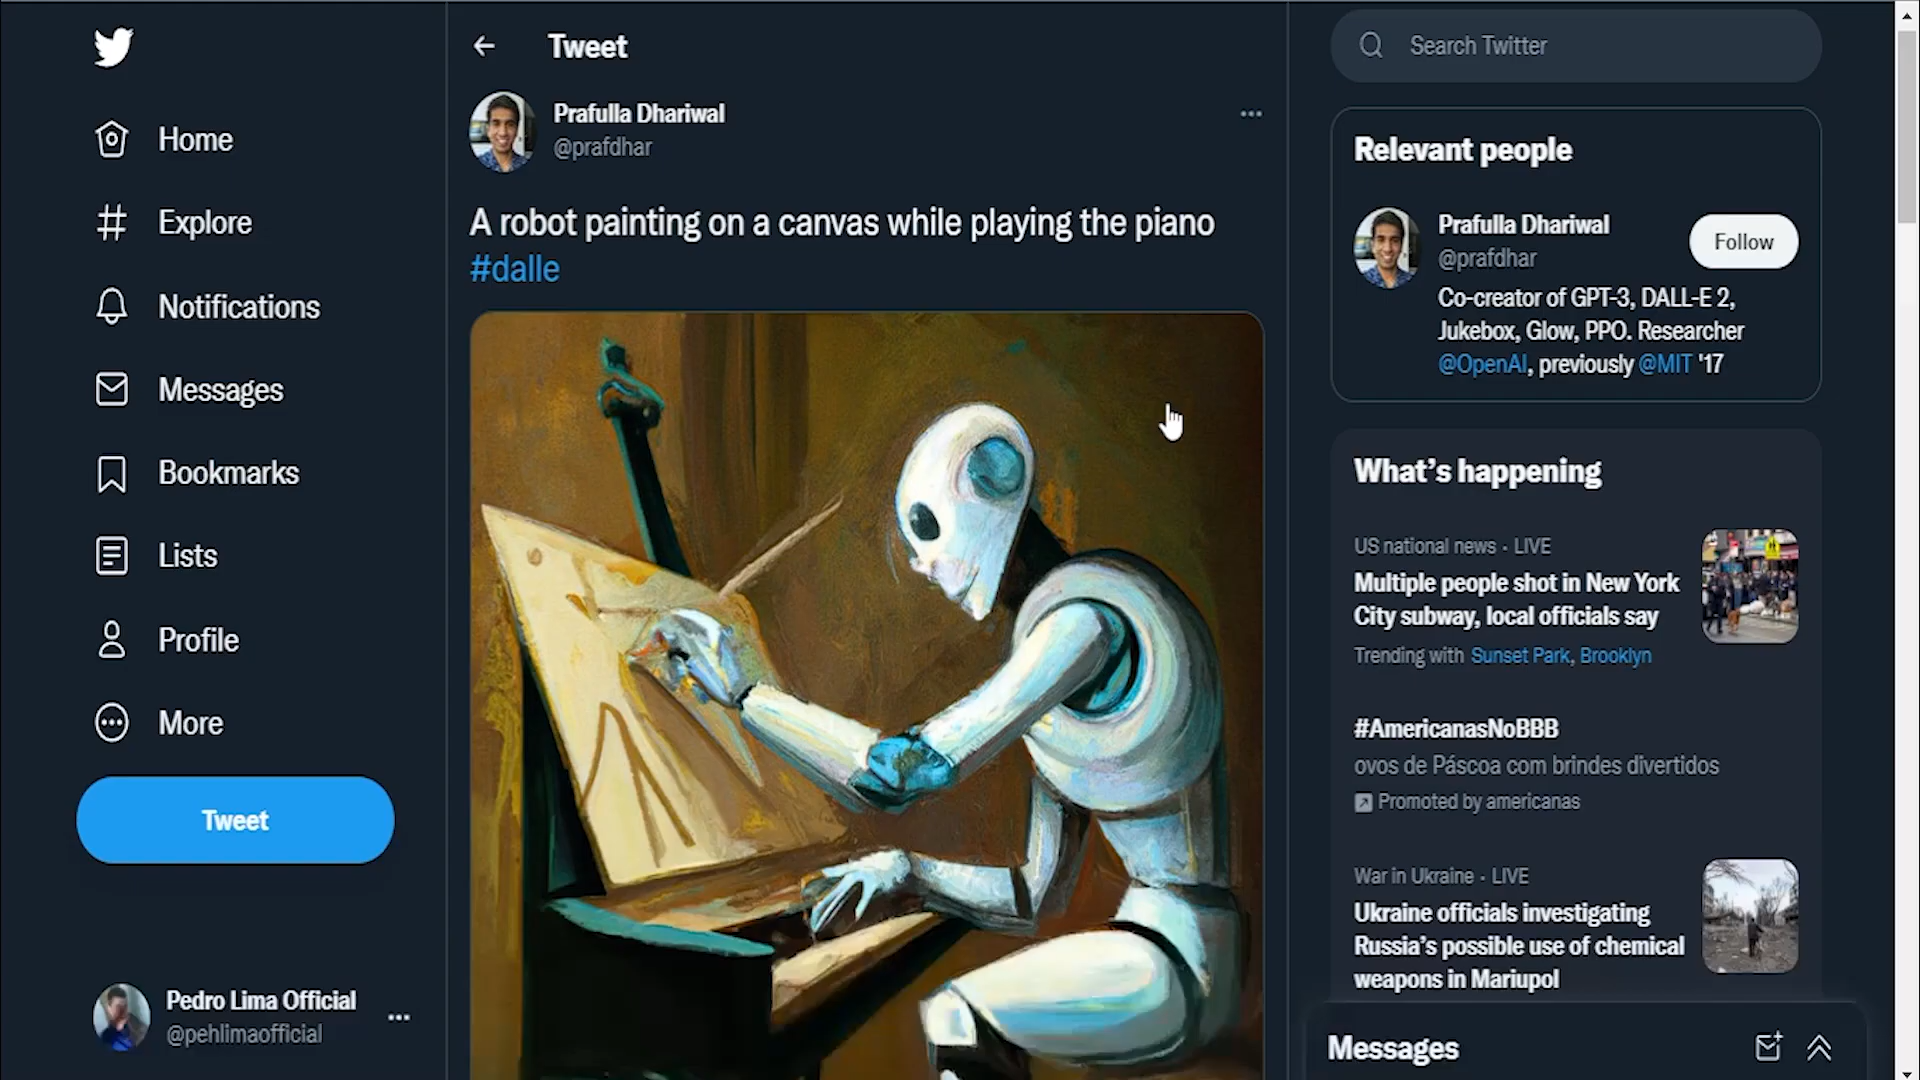 Home
Explore
Notifications
Messages
Bookmarks
Lists
Profile
More
Tweet
Pedro Lima Official
@pehlimaofficial
Tweet
Prafulla Dhariwal
@prafdhar
A robot painting on a canvas while playing the piano
#dalle
Search Twitter
Relevant people
Prafulla Dhariwal
@prafdhar
Follow
Co-creator of GPT-3, DALL-E 2,
Jukebox, Glow, PPO. Researcher
@OpenAI, previously @MIT '17
What's happening
US national news · LIVE
Multiple people shot in New York
City subway, local officials say
Trending with Sunset Park, Brooklyn
#AmericanasNoBBB
ovos de Páscoa com brindes divertidos
Promoted by americanas
War in Ukraine · LIVE
Ukraine officials investigating
Russia's possible use of chemical
weapons in Mariupol
Messages